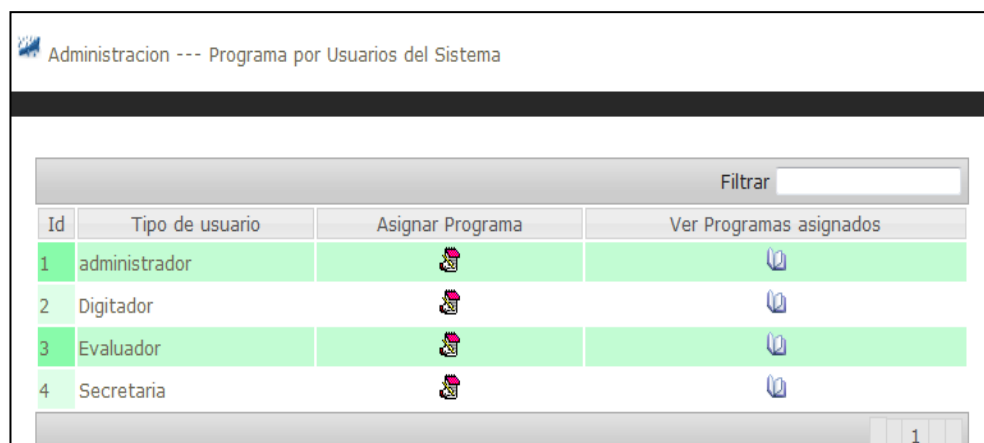 Administracion --- Programa por Usuarios del Sistema
Filtrar
Id Tipo de usuario Asignar Programa Ver Programas asignados
1 administrador
2 Digitador
3 Evaluador
4 Secretaria
1